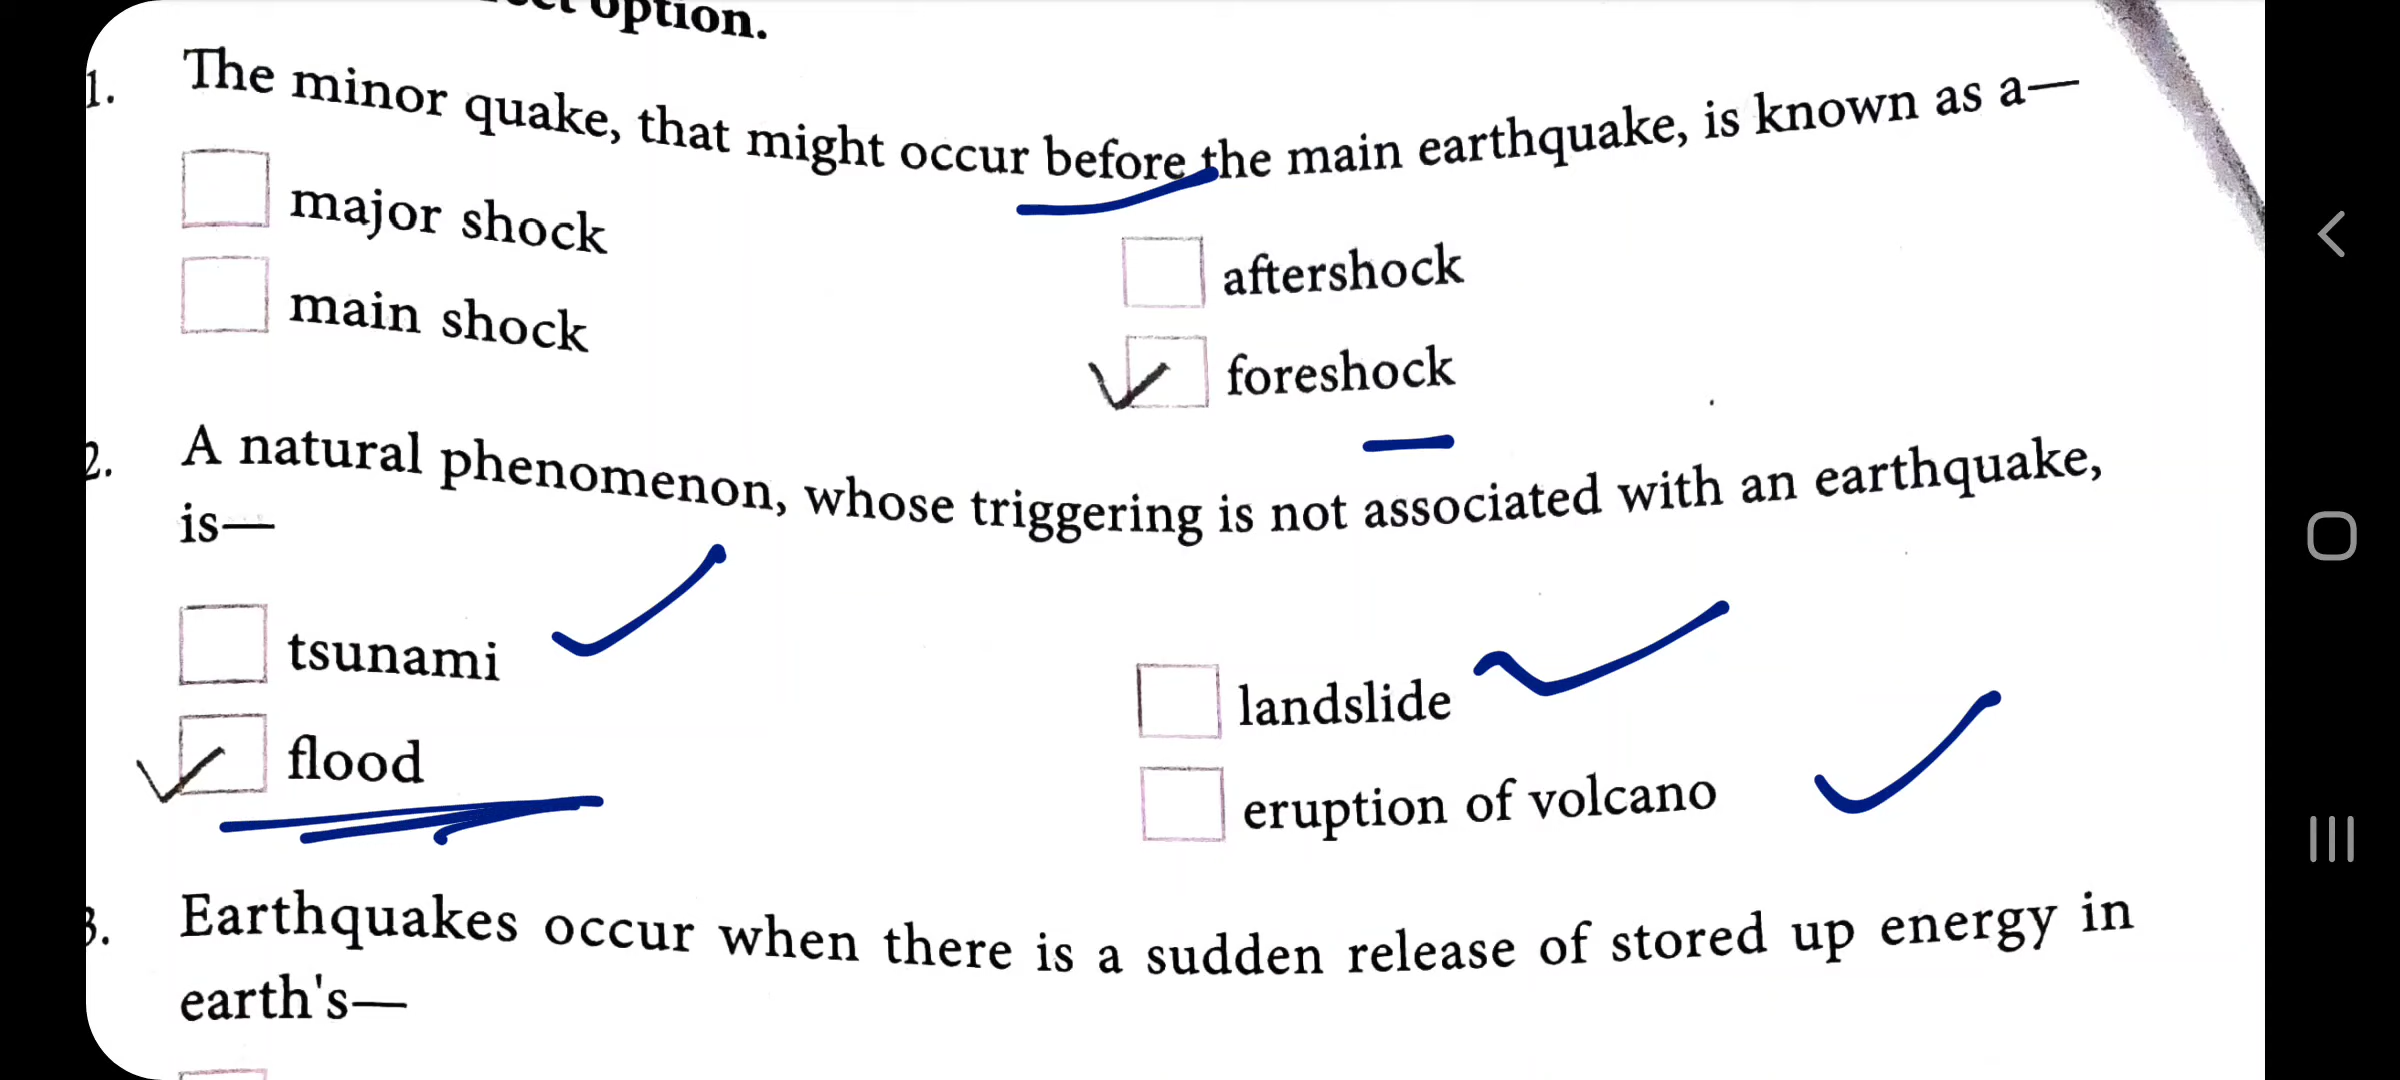 option.
1. The minor quake, that might occur before the main earthquake, is known as a—
major shock
aftershock
main shock
foreshock
2. A natural phenomenon, whose triggering is not associated with an earthquake,
is—
tsunami
landslide
flood
eruption of volcano
3. Earthquakes occur when there is a sudden release of stored up energy in
earth's—